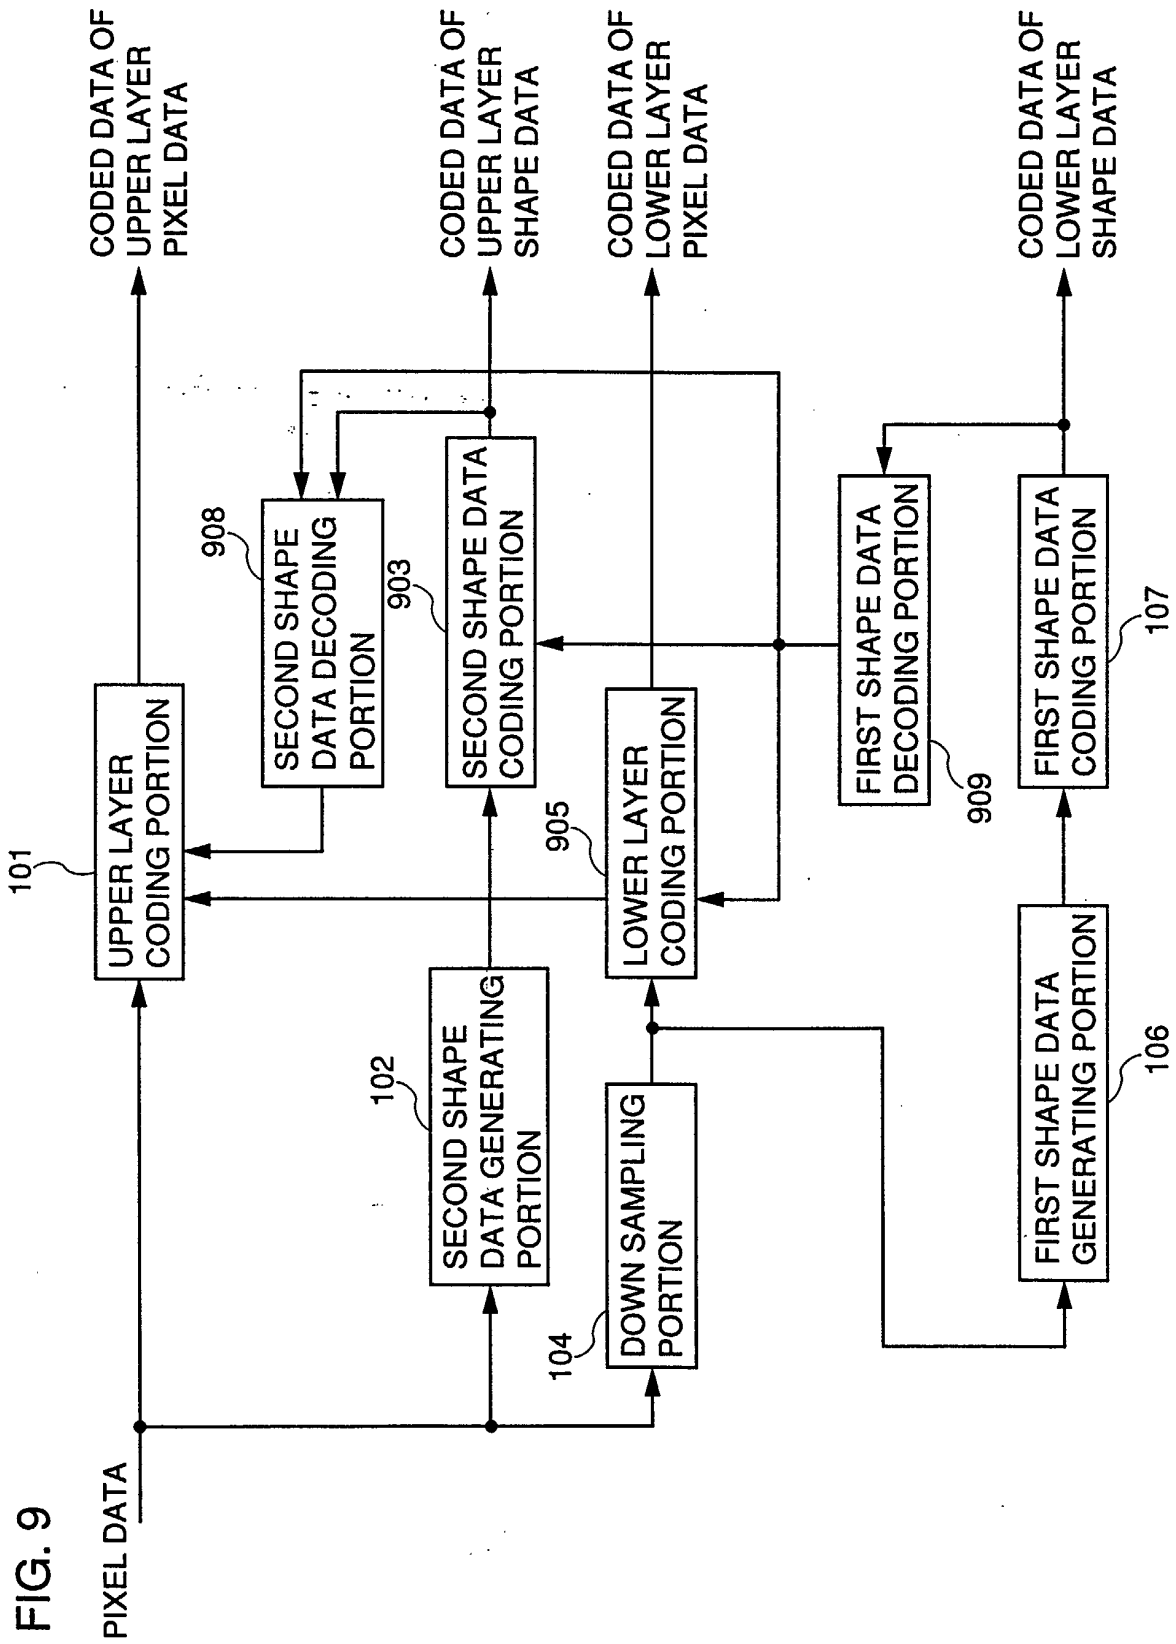 FIG. 9
PIXEL DATA
101
UPPER LAYER
CODING PORTION
CODED DATA OF
UPPER LAYER
PIXEL DATA
908
SECOND SHAPE
DATA DECODING
PORTION
102
SECOND SHAPE
DATA GENERATING
PORTION
903
SECOND SHAPE DATA
CODING PORTION
CODED DATA OF
UPPER LAYER
SHAPE DATA
104
DOWN SAMPLING
PORTION
905
LOWER LAYER
CODING PORTION
CODED DATA OF
LOWER LAYER
PIXEL DATA
FIRST SHAPE DATA
DECODING PORTION
909
FIRST SHAPE DATA
GENERATING PORTION
106
FIRST SHAPE DATA
CODING PORTION
107
CODED DATA OF
LOWER LAYER
SHAPE DATA